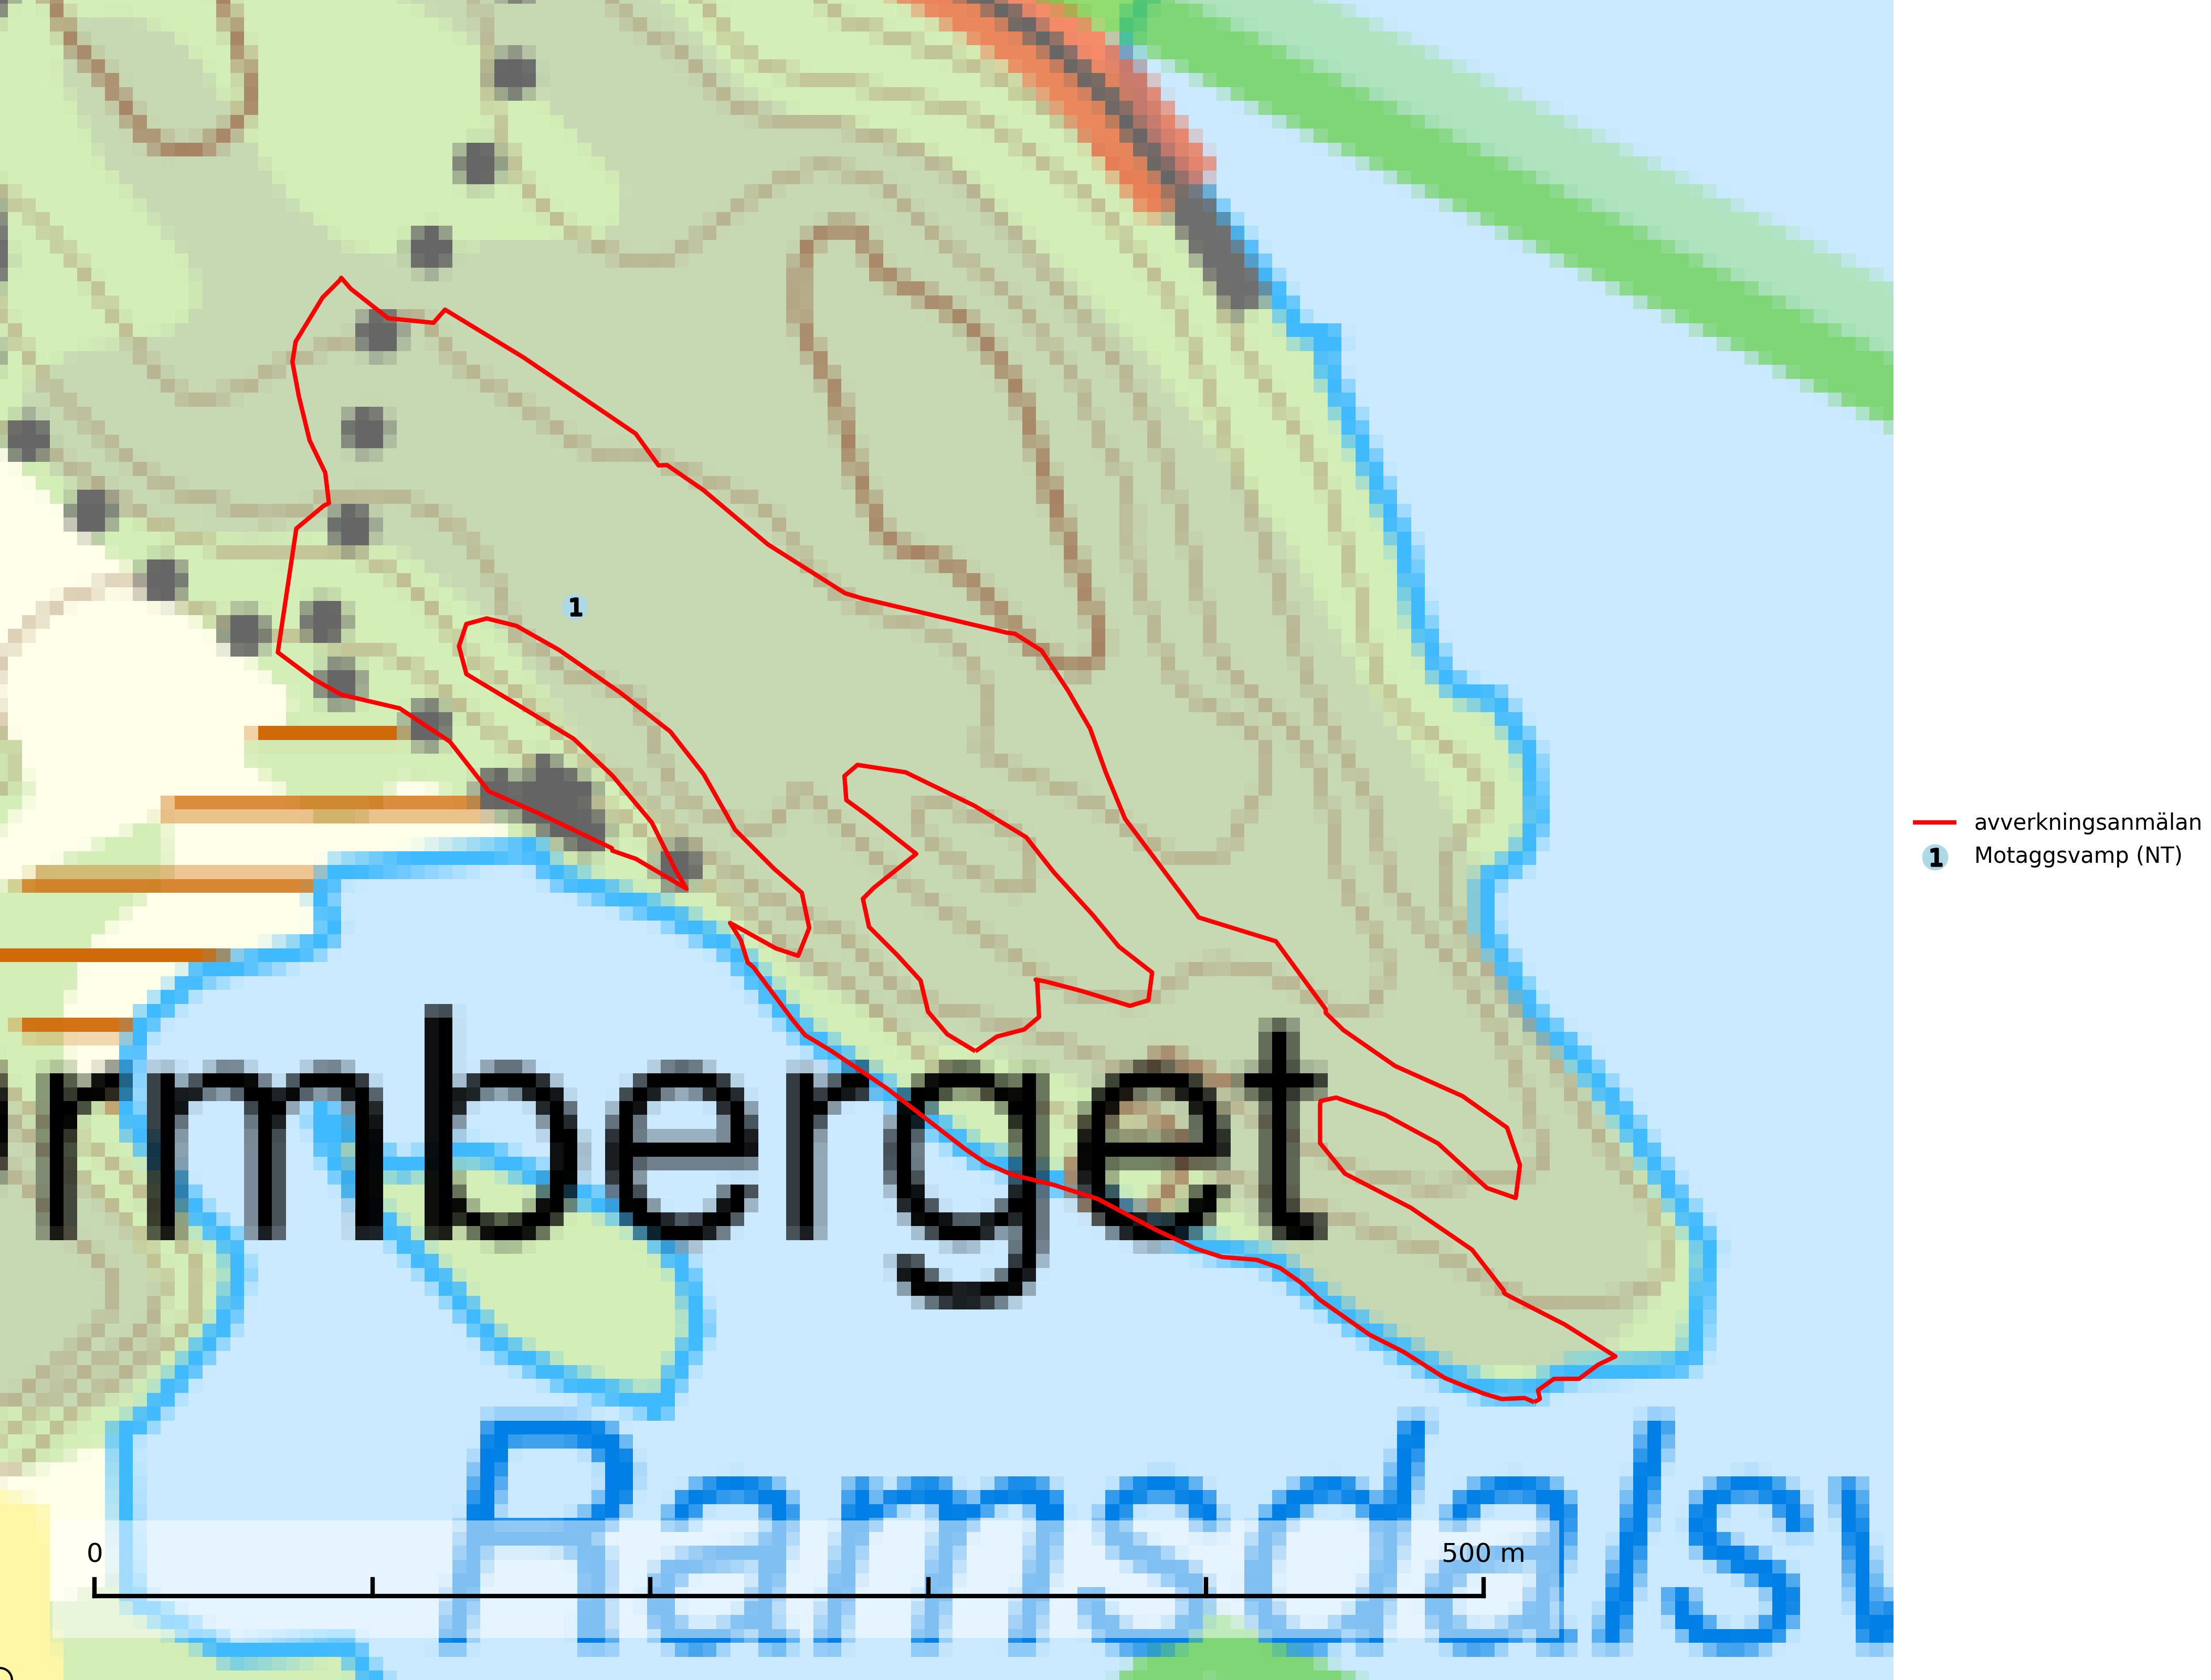 1
rmberget
Ramsdalsv
0 500 m
avverkningsanmälan
1 Motaggsvamp (NT)